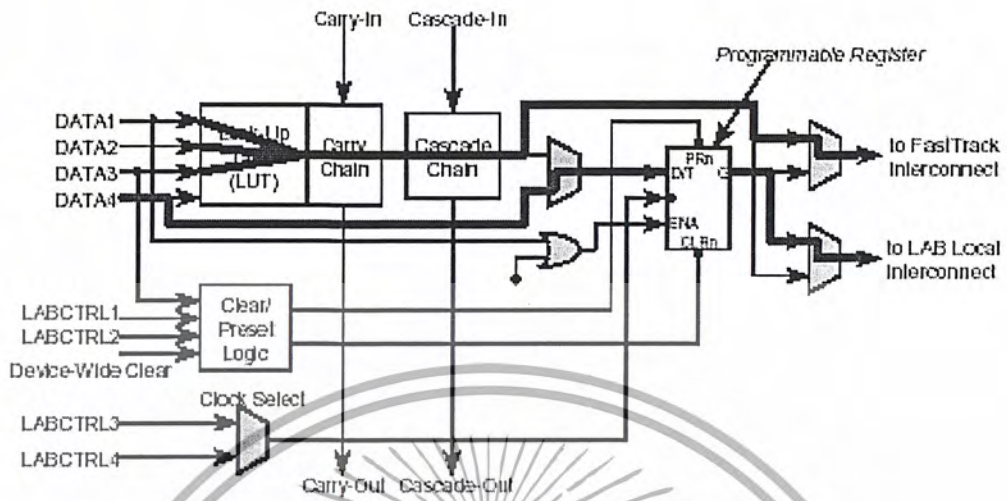 Carry-In Cascade-In
Programmable Register
DATA1
DATA2
DATA3
DATA4
(LUT)
Carry
Chain
Cascade
Chain
PRn
D/T
ENA
CLRn
to FastTrack
Interconnect
to LAB Local
Interconnect
LABCTRL1
LABCTRL2
Device-Wide Clear
Clear/
Preset
Logic
Clock Select
LABCTRL3
LABCTRL4
Carry-Out Cascade-Out